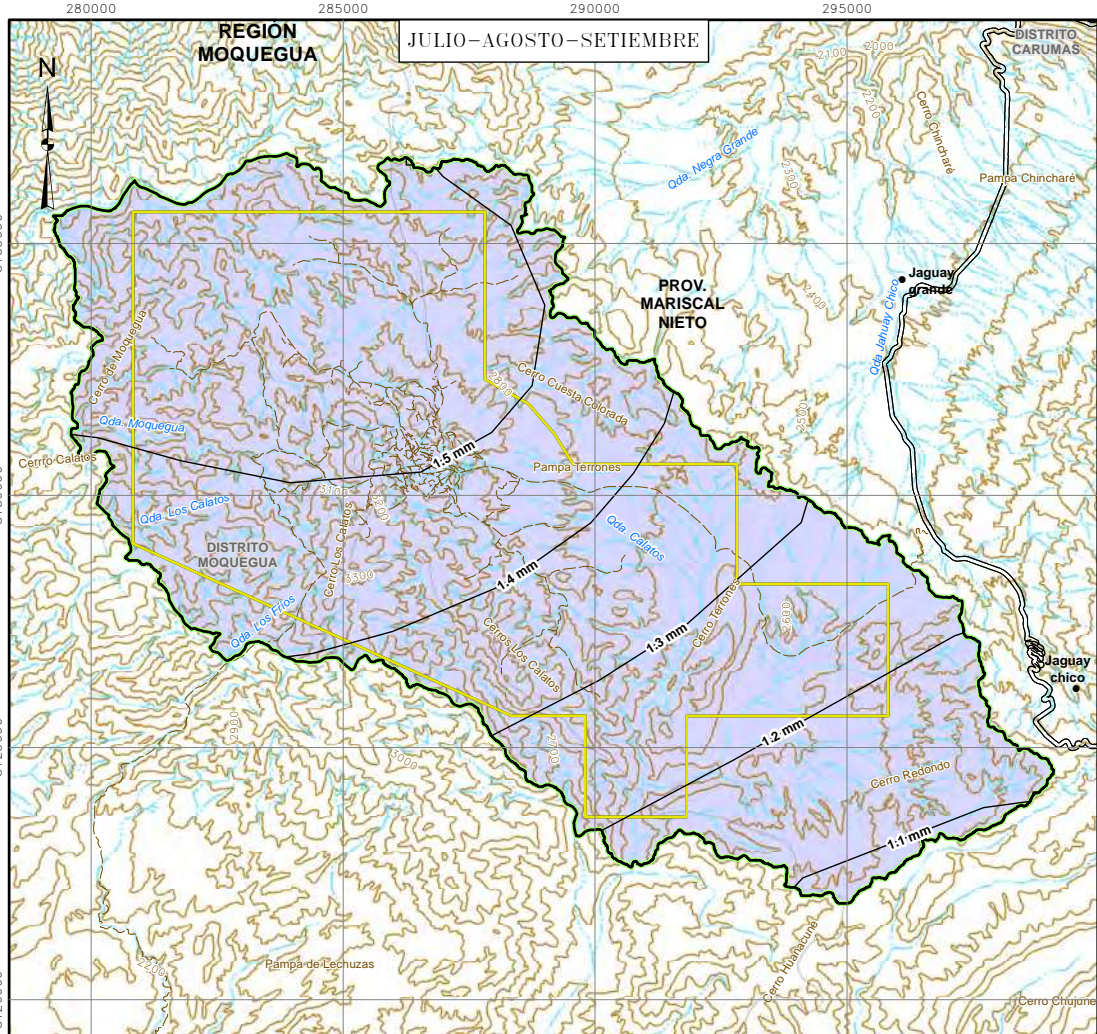 280000
285000
290000
295000
REGIÓN
MOQUEGUA
JULIO-AGOSTO-SETIEMBRE
DISTRITO
CARUMAS
N
2100
2000
2200
Cerro Chincharé
Qda. Negra Grande
2300
Pampa Chincharé
Jaguay
grande
PROV.
MARISCAL
NIETO
2400
Qda Jahuay Chico
Cerro de Moquegua
2800
Cerro Cuesta Colorada
2500
Qda. Moquegua
Cerrro Calatos
1.5 mm
Pampa Terrones
3100
3200
Qda. Los Calatos
Qda. Calatos
DISTRITO
MOQUEGUA
Cerro Los Calatos
3300
1.4 mm
Qda. Los Frios
Cerros Los Calatos
1.3 mm
Cerro Terrones
2600
Jaguay
chico
2900
3000
2700
1.2 mm
Cerro Redondo
1.1 mm
2200
Pampa de Lechuzas
Cerro Huanacune
Cerro Chujune